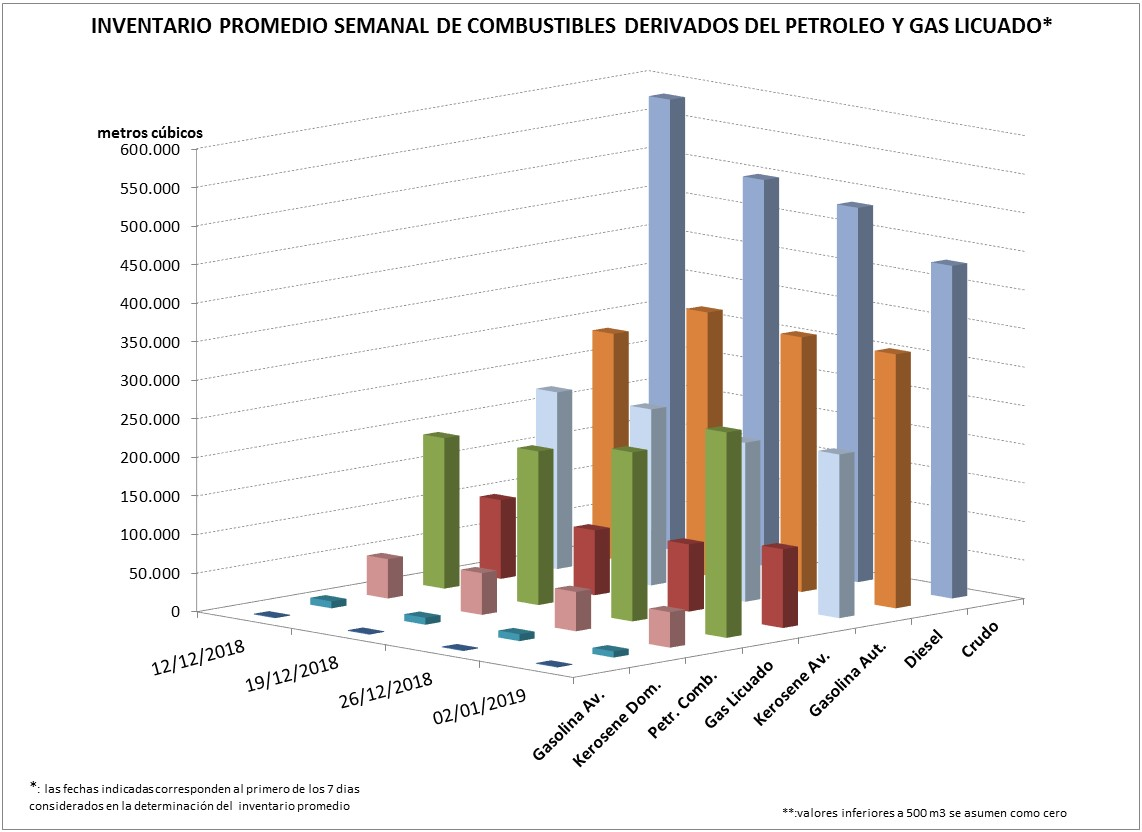 INVENTARIO PROMEDIO SEMANAL DE COMBUSTIBLES DERIVADOS DEL PETROLEO Y GAS LICUADO*
metros cúbicos
600.000
550.000
500.000
450.000
400.000
350.000
300.000
250.000
200.000
150.000
100.000
50.000
0
12/12/2018
19/12/2018
26/12/2018
02/01/2019
Gasolina Av.
Kerosene Dom.
Petr. Comb.
Gas Licuado
Kerosene Av.
Gasolina Aut.
Diesel
Crudo
*: las fechas indicadas corresponden al primero de los 7 dias
considerados en la determinación del inventario promedio
**:valores inferiores a 500 m3 se asumen como cero